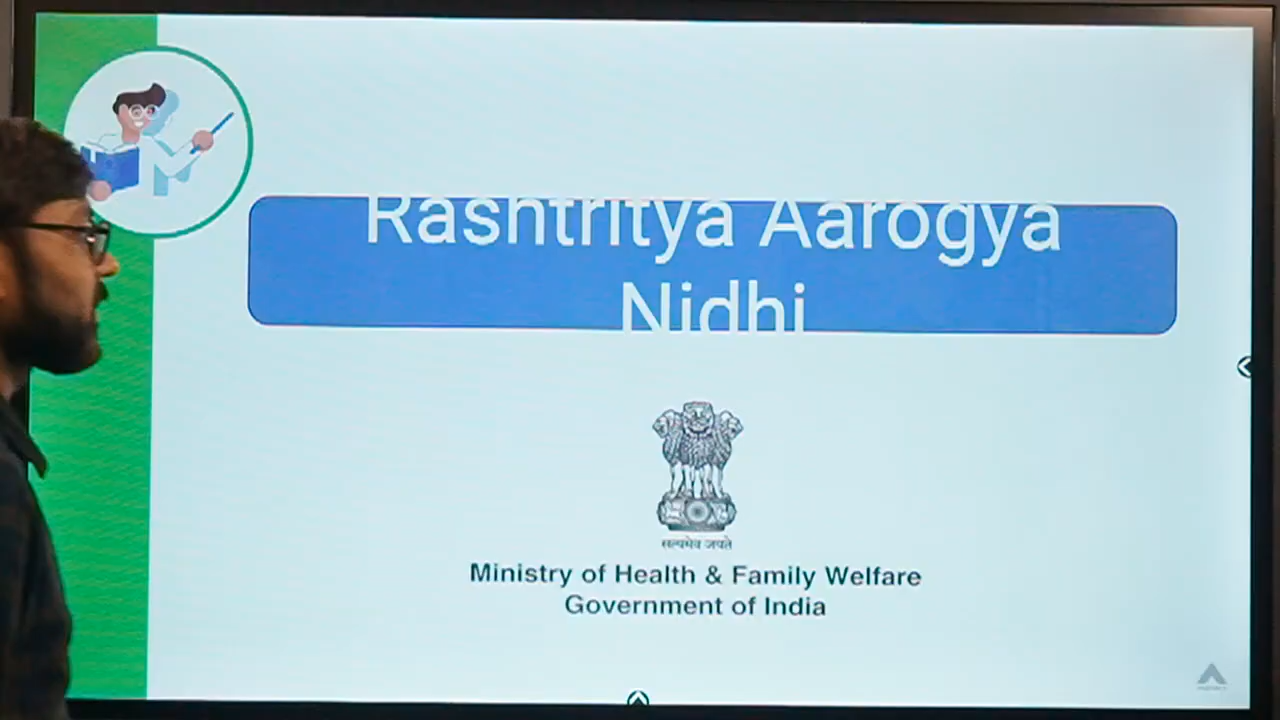 Rashtritya Aarogya
Nidhi
सत्यमेव जयते
Ministry of Health & Family Welfare
Government of India